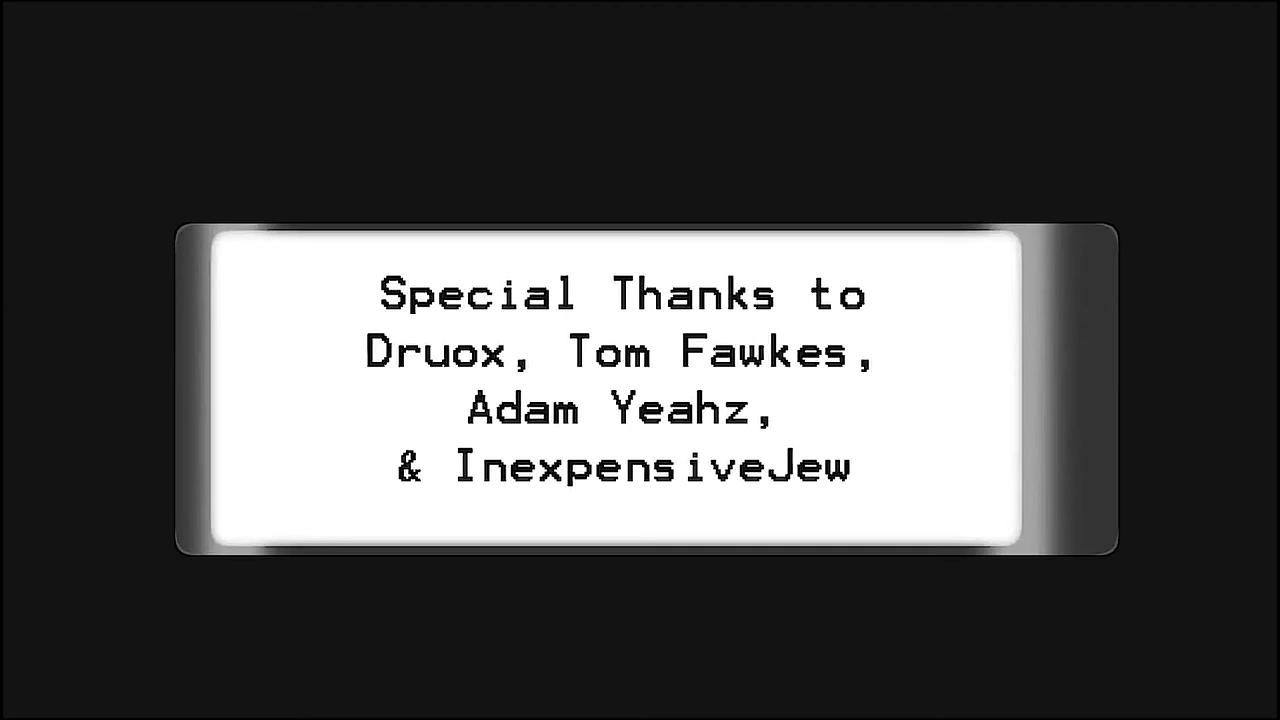 Special Thanks to
Druox, Tom Fawkes,
Adam Yeahz,
& InexpensiveJew